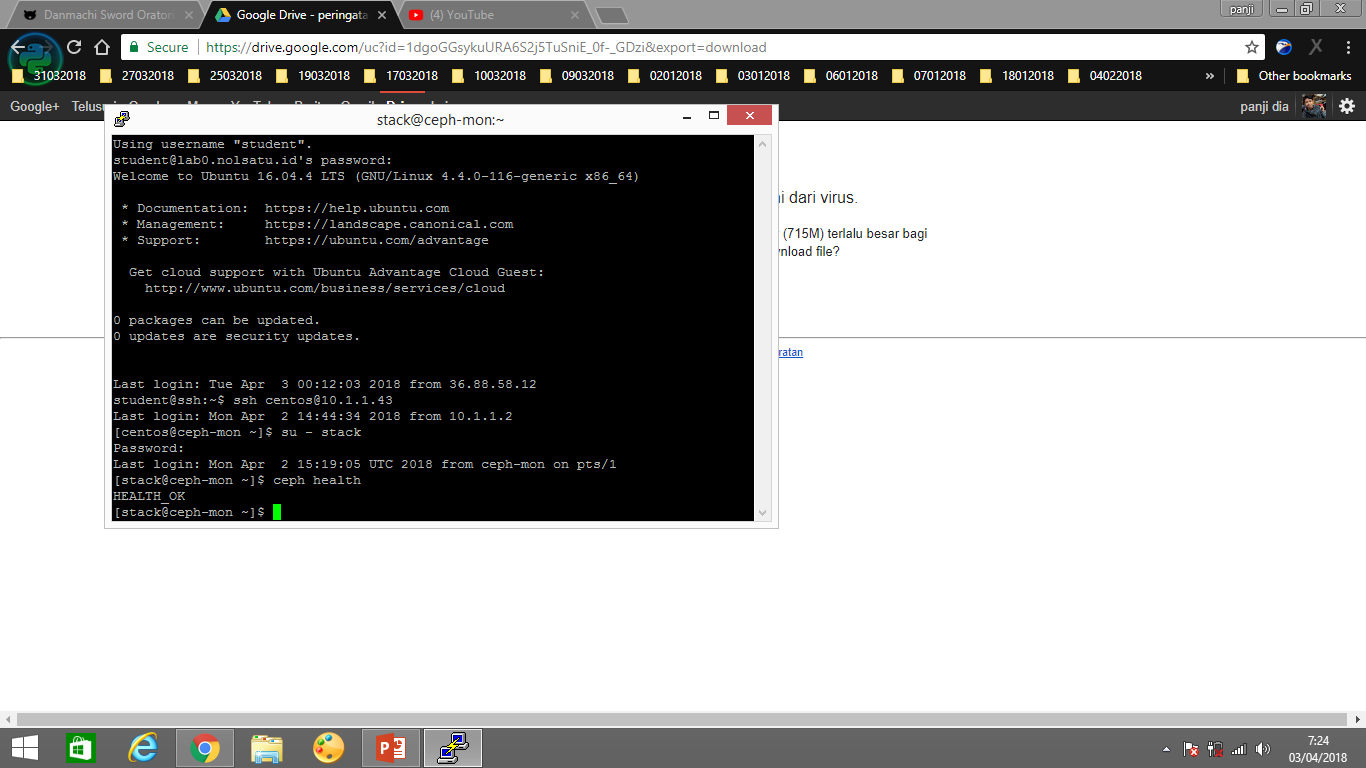 panji
Danmachi Sword Orator
Google Drive - peringata
(4) YouTube
Secure
https://drive.google.com/uc?id=1dgoGGsykuURA6S2j5TuSniE_0f-_GDzi&export=download
31032018 27032018 25032018 19032018 17032018 10032018 09032018 02012018 03012018 06012018 07012018 18012018 04022018 » Other bookmarks
Google+
panji dia
stack@ceph-mon:~
Using username "student".
student@lab0.nolsatu.id's password:
Welcome to Ubuntu 16.04.4 LTS (GNU/Linux 4.4.0-116-generic x86_64)
* Documentation: https://help.ubuntu.com
* Management: https://landscape.canonical.com
* Support: https://ubuntu.com/advantage
Get cloud support with Ubuntu Advantage Cloud Guest:
http://www.ubuntu.com/business/services/cloud
0 packages can be updated.
0 updates are security updates.
Last login: Tue Apr 3 00:12:03 2018 from 36.88.58.12
student@ssh:~$ ssh centos@10.1.1.43
Last login: Mon Apr 2 14:44:34 2018 from 10.1.1.2
[centos@ceph-mon ~]$ su - stack
Password:
Last login: Mon Apr 2 15:19:05 UTC 2018 from ceph-mon on pts/1
[stack@ceph-mon ~]$ ceph health
HEALTH_OK
[stack@ceph-mon ~]$
dari virus.
(715M) terlalu besar bagi
file?
ratan
7:24
03/04/2018